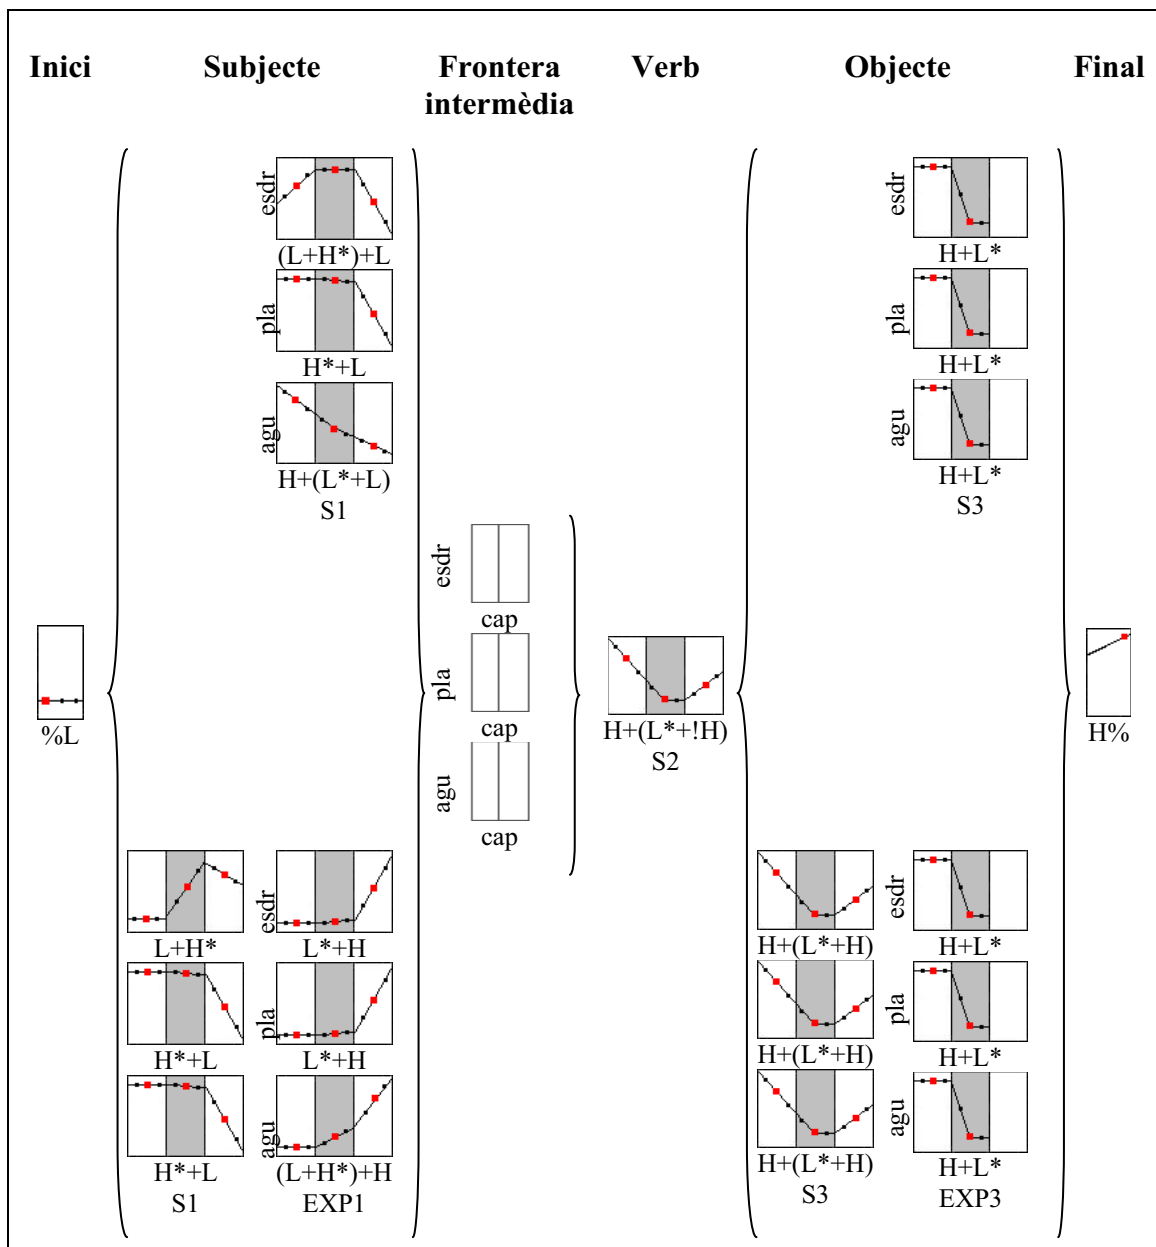 Inici
Subjecte
Frontera
intermèdia
Verb
Objecte
Final
esdr
(L+H*)+L
pla
H*+L
agu
H+(L*+L)
S1
esdr
H+L*
pla
H+L*
agu
H+L*
S3
esdr
cap
pla
cap
agu
cap
%L
H+(L*+!H)
S2
H%
L+H*
esdr
L*+H
H*+L
pla
L*+H
H*+L
agu
(L+H*)+H
S1
EXP1
H+(L*+H)
esdr
H+L*
H+(L*+H)
pla
H+L*
H+(L*+H)
agu
H+L*
S3
EXP3